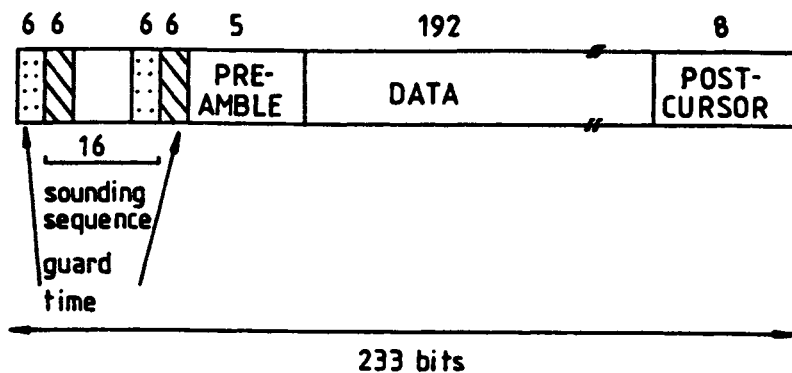 6 6 6 6 5 192 8
PRE-
AMBLE
DATA
POST-
CURSOR
16
sounding
sequence
guard
time
233 bits